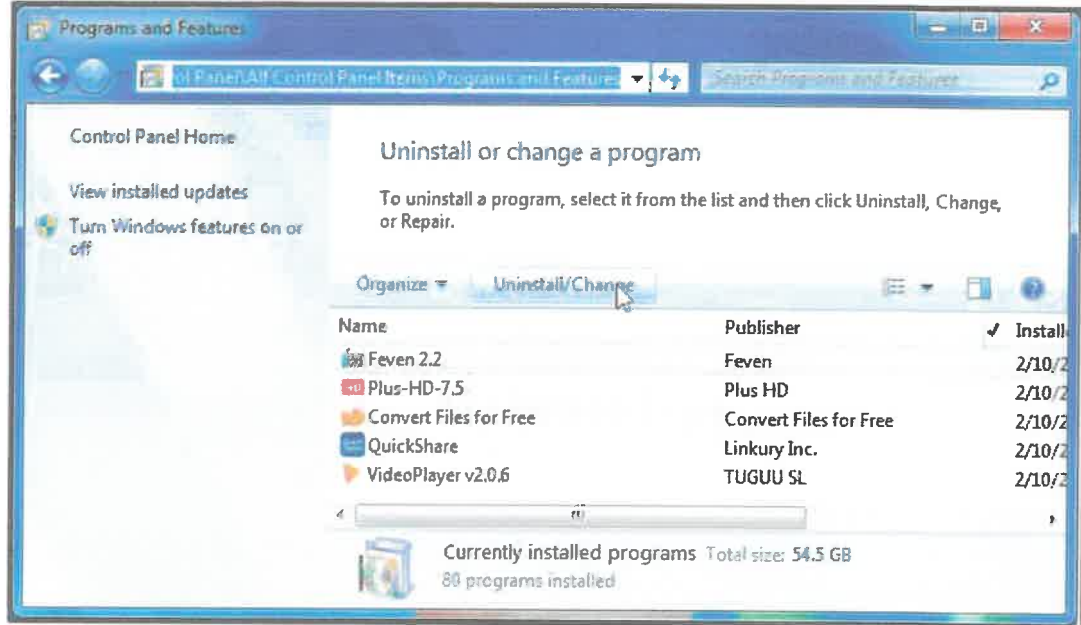 Programs and Features
ol Panel\All Control Panel Items\Programs and Features
Search Programs and Features
Control Panel Home
View installed updates
Turn Windows features on or
off
Uninstall or change a program
To uninstall a program, select it from the list and then click Uninstall, Change,
or Repair.
Organize Uninstall/Change
Name Publisher Install
Feven 2.2 Feven 2/10/2
Plus-HD-7.5 Plus HD 2/10/2
Convert Files for Free Convert Files for Free 2/10/2
QuickShare Linkury Inc. 2/10/2
VideoPlayer v2.0.6 TUGUU SL 2/10/2
Currently installed programs Total size: 54.5 GB
80 programs installed